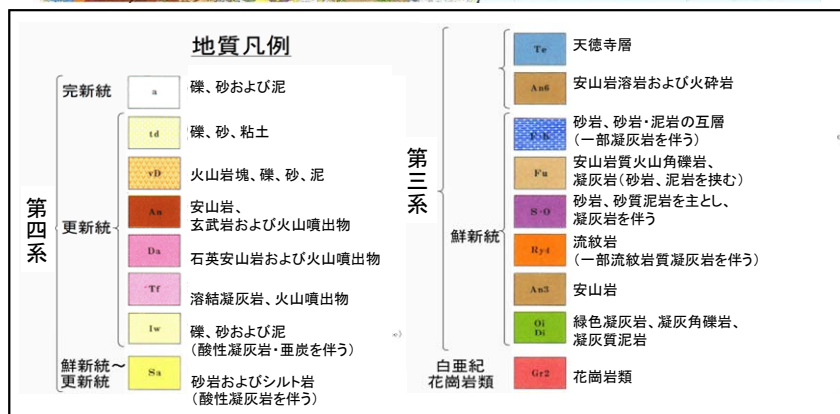 地質凡例
第四系
完新統
a 礫、砂および泥
更新統
td 礫、砂、粘土
vD 火山岩塊、礫、砂、泥
An 安山岩、
玄武岩および火山噴出物
Da 石英安山岩および火山噴出物
Tf 溶結凝灰岩、火山噴出物
Iw 礫、砂および泥
(酸性凝灰岩・亜炭を伴う)
鮮新統～
更新統
Sa 砂岩およびシルト岩
(酸性凝灰岩を伴う)
第三系
Te 天徳寺層
An6 安山岩溶岩および火砕岩
鮮新統
F-K 砂岩、砂岩・泥岩の互層
(一部凝灰岩を伴う)
Fu 安山岩質火山角礫岩、
凝灰岩(砂岩、泥岩を挟む)
S-O 砂岩、砂質泥岩を主とし、
凝灰岩を伴う
Ry4 流紋岩
(一部流紋岩質凝灰岩を伴う)
An3 安山岩
Oi
Di
緑色凝灰岩、凝灰角礫岩、
凝灰質泥岩
白亜紀
花崗岩類
Gr2 花崗岩類